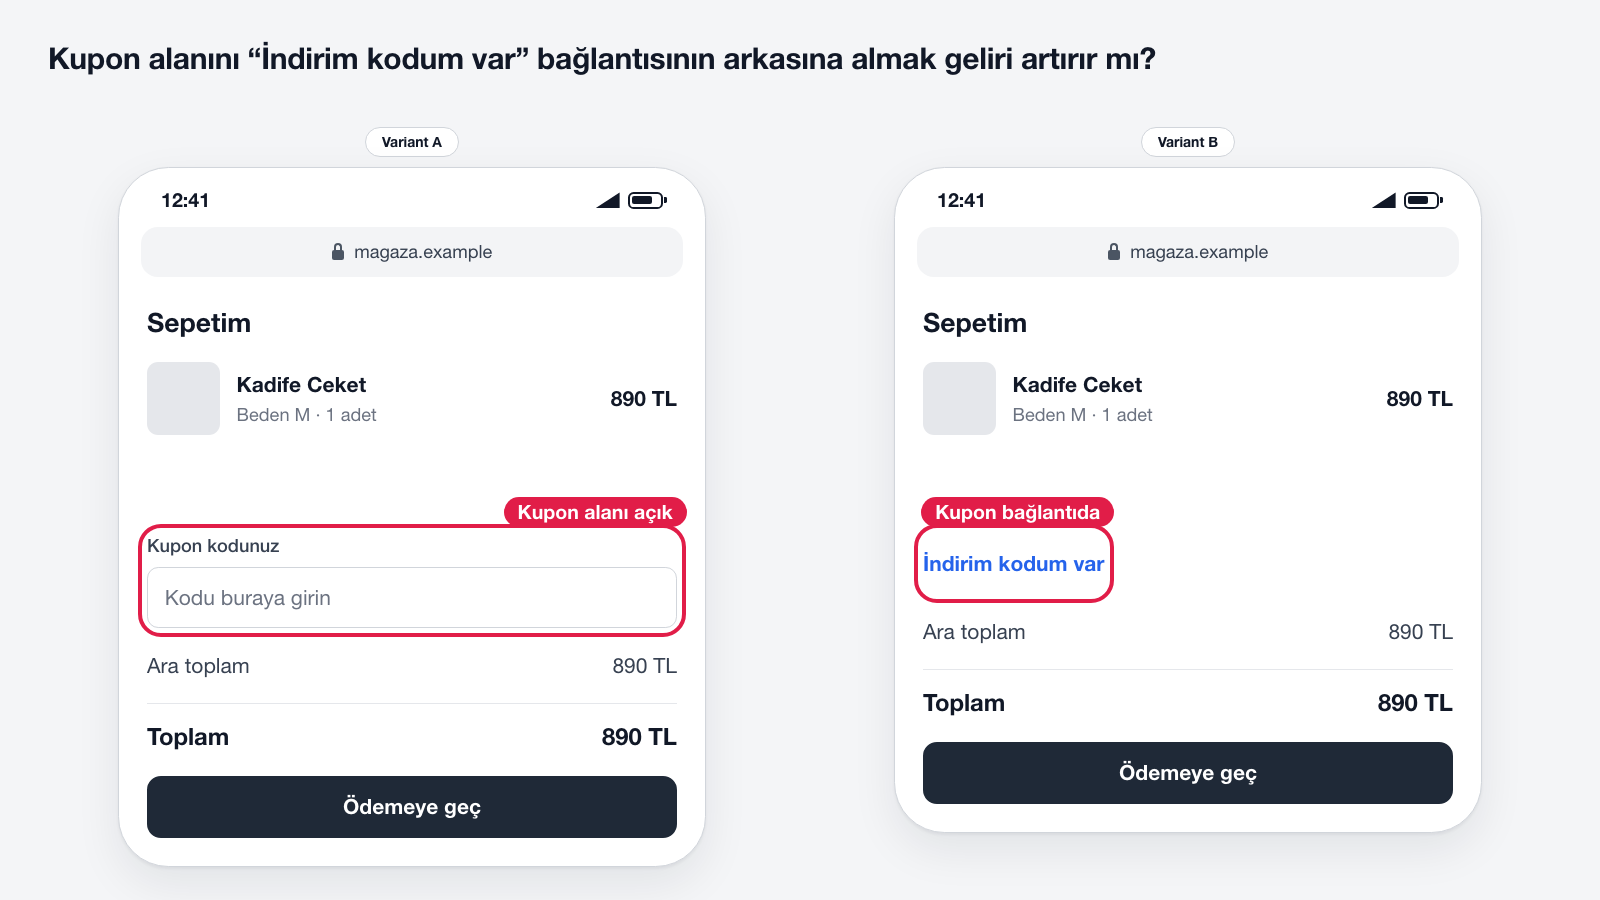 Kupon alanını “İndirim kodum var” bağlantısının arkasına almak geliri artırır mı?
Variant A
12:41
magaza.example
Sepetim
Kadife Ceket
Beden M · 1 adet
890 TL
Kupon alanı açık
Kupon kodunuz
Kodu buraya girin
Ara toplam 890 TL
Toplam 890 TL
Ödemeye geç
Variant B
12:41
magaza.example
Sepetim
Kadife Ceket
Beden M · 1 adet
890 TL
Kupon bağlantıda
İndirim kodum var
Ara toplam 890 TL
Toplam 890 TL
Ödemeye geç